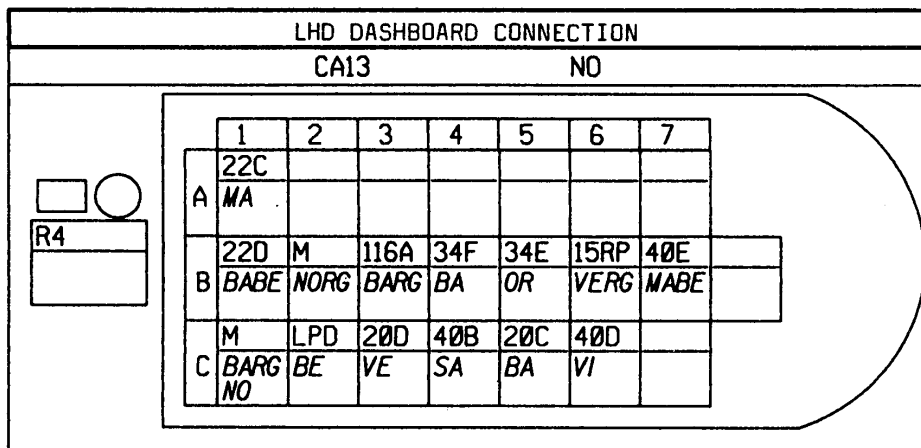 LHD DASHBOARD CONNECTION
CA13 NO
1 2 3 4 5 6 7
22C
A MA
R4
22D M 116A 34F 34E 15RP 40E
B BABE NORG BARG BA OR VERG MABE
M LPD 20D 40B 20C 40D
C BARG BE VE SA BA VI
NO